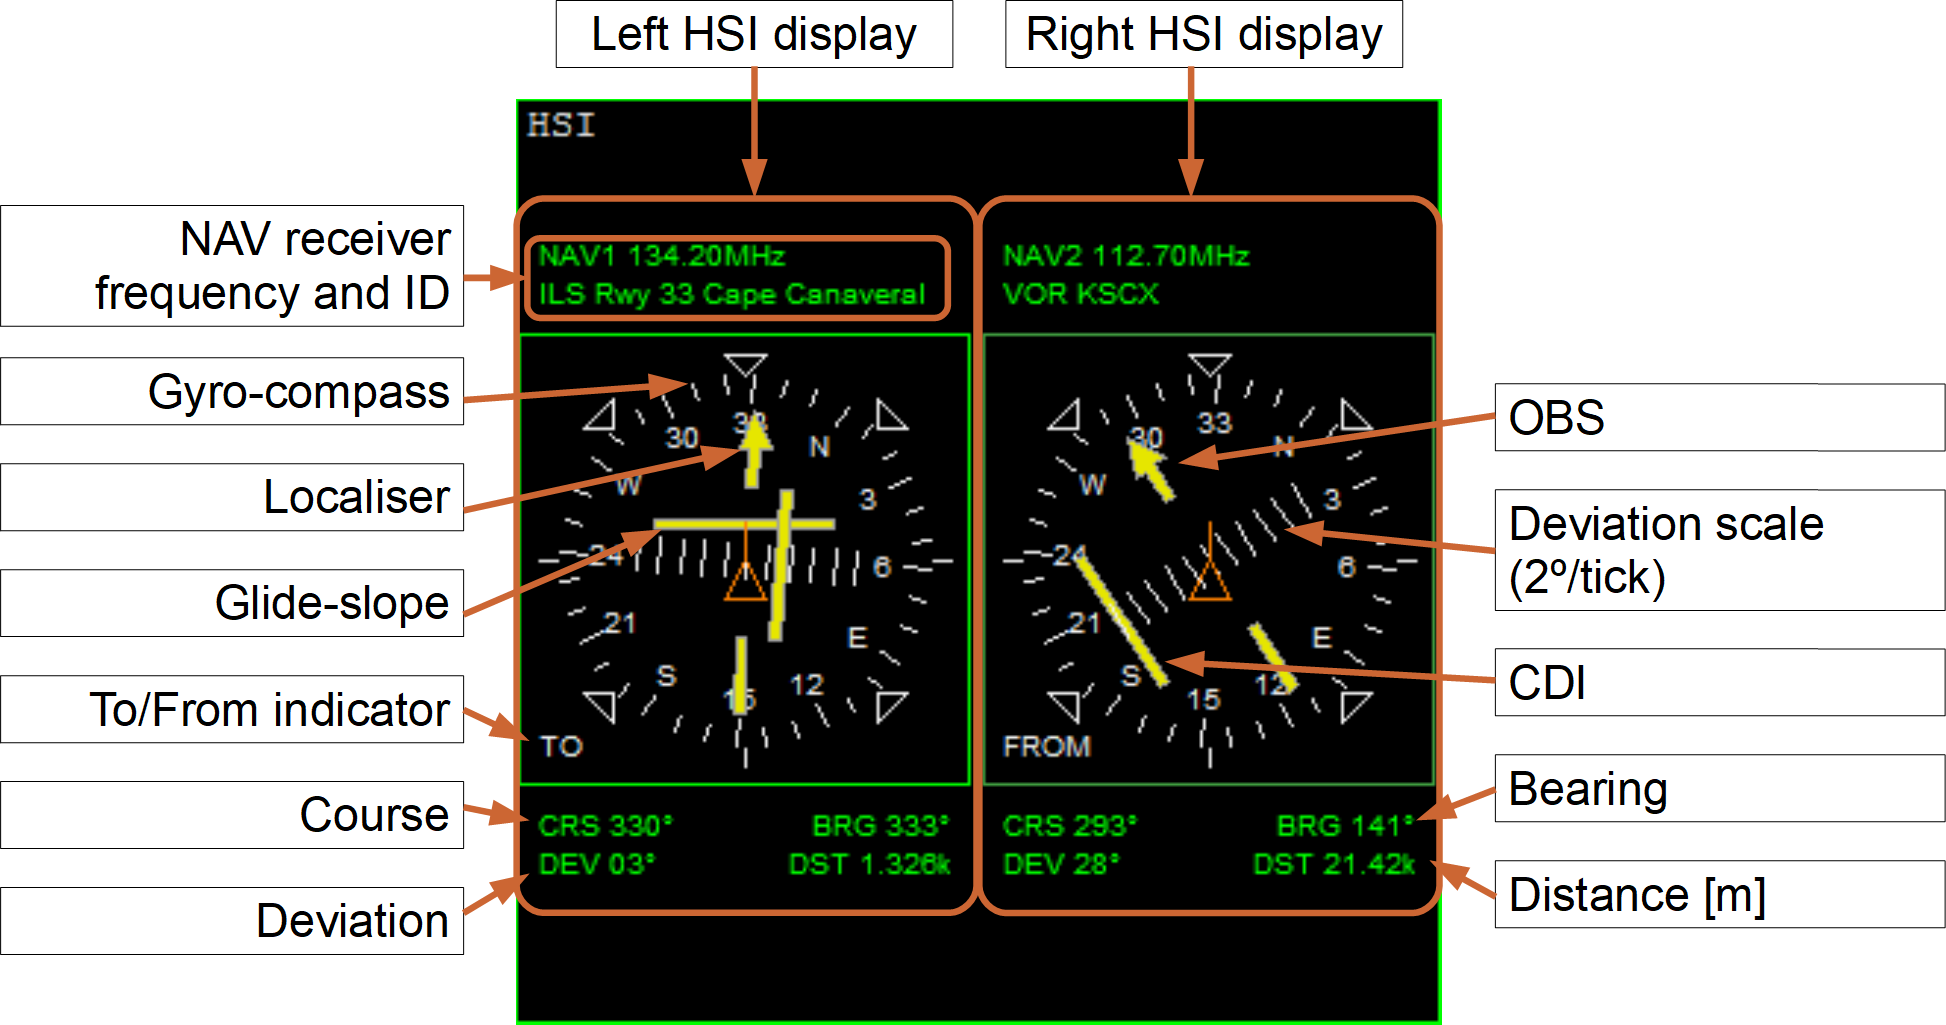 Left HSI display
Right HSI display
HSI
NAV receiver
frequency and ID
Gyro-compass
Localiser
Glide-slope
To/From indicator
Course
Deviation
NAV1 134.20MHz
ILS Rwy 33 Cape Canaveral
33
30
N
W
3
24
6
21
E
S
12
15
TO
CRS 330° BRG 333°
DEV 03° DST 1.326k
NAV2 112.70MHz
VOR KSCX
33
30
N
W
3
24
6
21
E
S
12
15
FROM
CRS 293° BRG 141°
DEV 28° DST 21.42k
OBS
Deviation scale
(2º/tick)
CDI
Bearing
Distance [m]